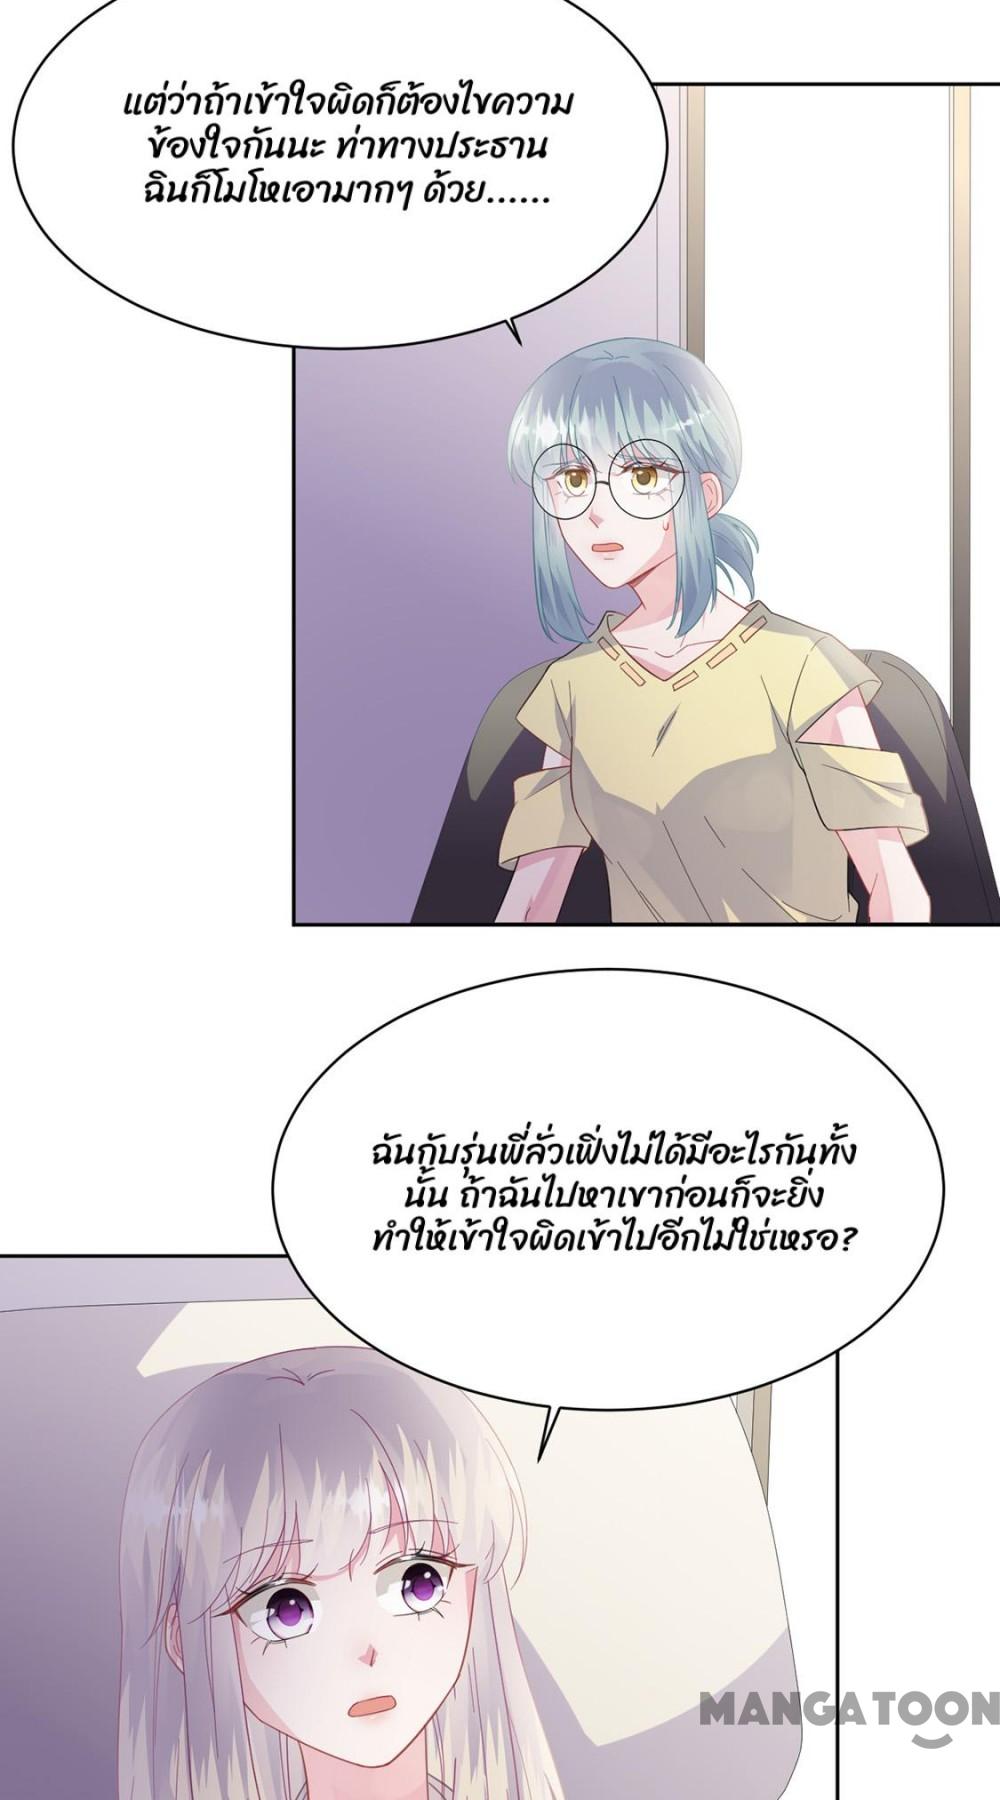 แต่ว่าถ้าเข้าใจผิดก็ต้องไขความ
ข้องใจกันนะ ท่าทางประธาน
ฉินก็โมโหเอามากๆ ด้วย......
ฉันกับรุ่นพี่ลั่วเฟิงไม่ได้มีอะไรกันทั้ง
นั้น ถ้าฉันไปหาเขาก่อนก็จะยิ่ง
ทำให้เข้าใจผิดเข้าไปอีกไม่ใช่เหรอ?
MANGATOON